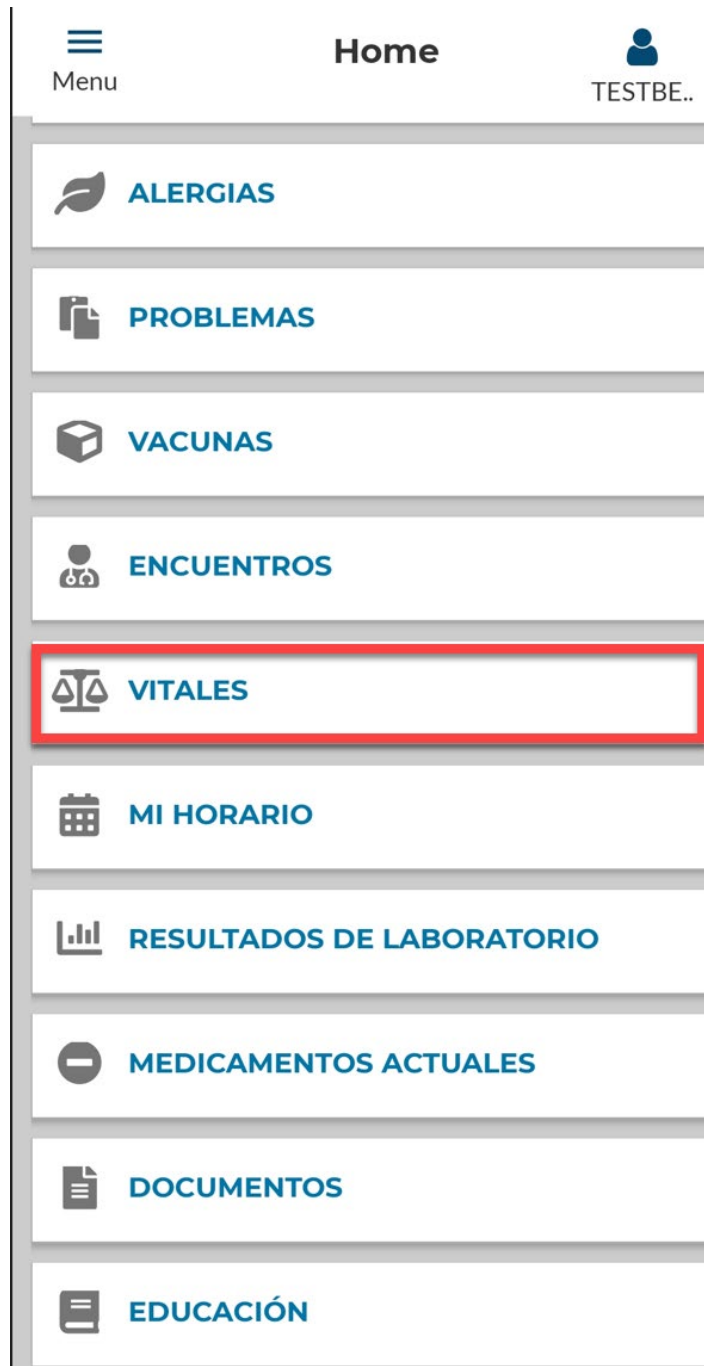 Home
Menu
TESTBE..
ALERGIAS
PROBLEMAS
VACUNAS
ENCUENTROS
VITALES
MI HORARIO
RESULTADOS DE LABORATORIO
MEDICAMENTOS ACTUALES
DOCUMENTOS
EDUCACIÓN